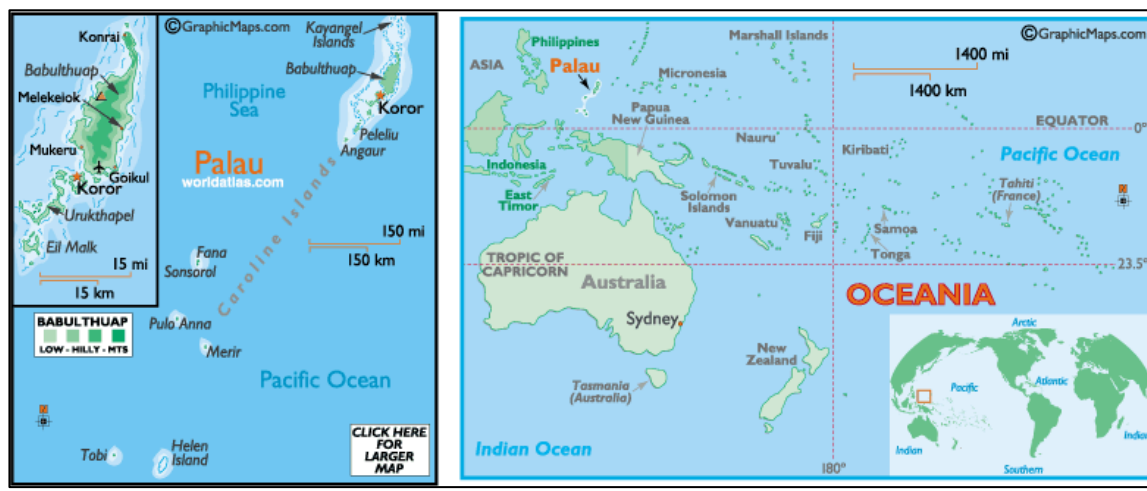 ©GraphicMaps.com
Konrai
Babulthuap
Melekeiok
Mukeru
Goikul
Koror
Urukthapel
Eil Malk
15 mi
15 km
BABULTHUAP
LOW - HILLY - MTS
Kayangel
Islands
Babulthuap
Philippine
Sea
Koror
Peleliu
Angaur
Palau
worldatlas.com
Caroline Islands
150 mi
150 km
Fana
Sonsorol
Pulo Anna
Merir
Pacific Ocean
Tobi
Helen
Island
CLICK HERE
FOR
LARGER
MAP
©GraphicMaps.com
Philippines
ASIA
Palau
Marshall Islands
Micronesia
1400 mi
1400 km
Papua
New Guinea
EQUATOR
0°
Nauru
Kiribati
Pacific Ocean
Indonesia
Tuvalu
East
Timor
Solomon
Islands
Tahiti
(France)
Vanuatu
Fiji
Samoa
Tonga
TROPIC OF
CAPRICORN
23.5°
Australia
OCEANIA
Sydney
New
Zealand
Tasmania
(Australia)
Indian Ocean
180°
Arctic
Pacific
Atlantic
Indian
Indian
Southern